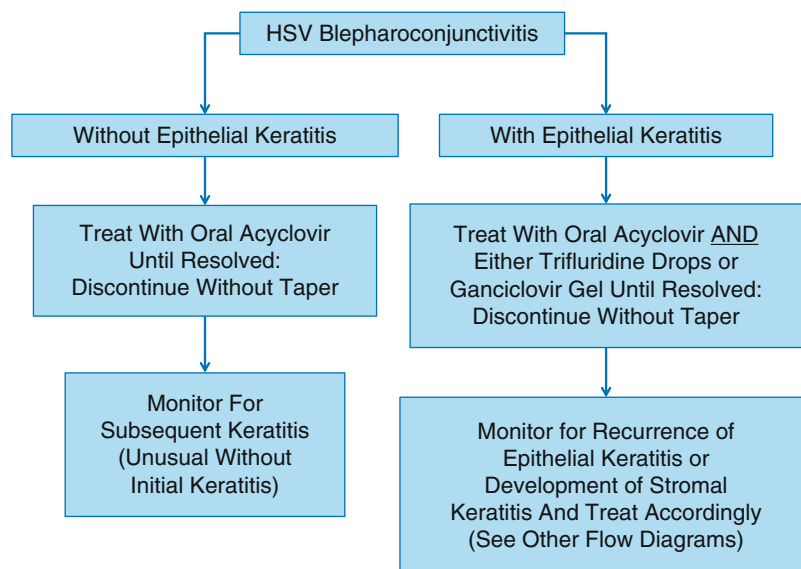 HSV Blepharoconjunctivitis
Without Epithelial Keratitis
With Epithelial Keratitis
Treat With Oral Acyclovir
Until Resolved:
Discontinue Without Taper
Treat With Oral Acyclovir AND
Either Trifluridine Drops or
Ganciclovir Gel Until Resolved:
Discontinue Without Taper
Monitor For
Subsequent Keratitis
(Unusual Without
Initial Keratitis)
Monitor for Recurrence of
Epithelial Keratitis or
Development of Stromal
Keratitis And Treat Accordingly
(See Other Flow Diagrams)